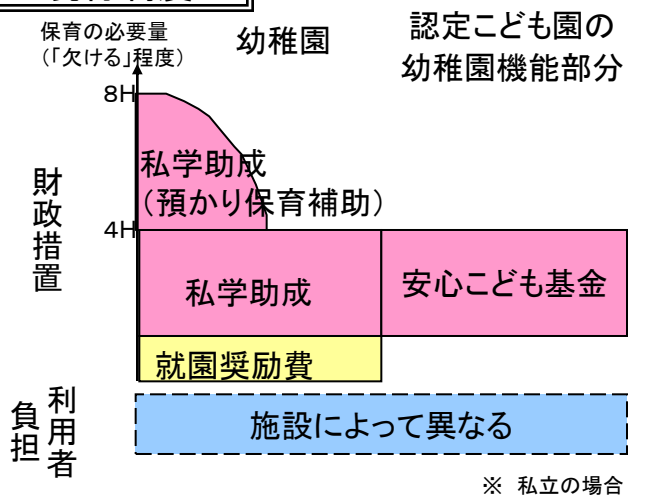 保育の必要量
(「欠ける」程度)
幼稚園
認定こども園の
幼稚園機能部分
8H
私学助成
(預かり保育補助)
4H
財政措置
私学助成
安心こども基金
就園奨励費
利用者
負担
施設によって異なる
※ 私立の場合